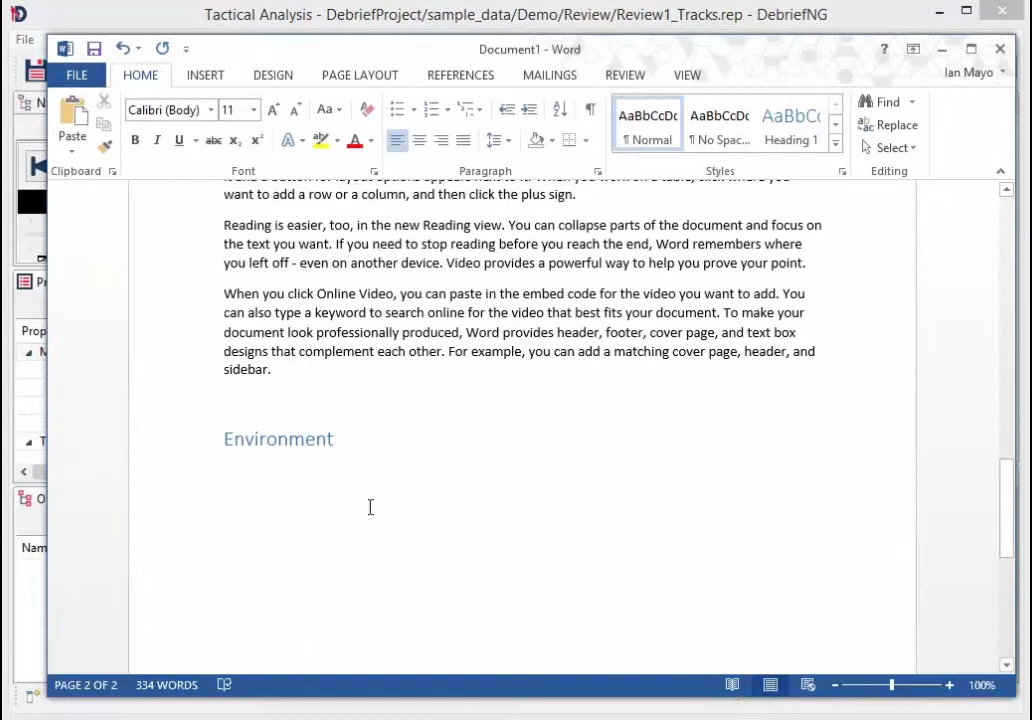 Tactical Analysis - DebriefProject/sample_data/Demo/Review/Review1_Tracks.rep - DebriefNG
File
Document1 - Word
FILE HOME INSERT DESIGN PAGE LAYOUT REFERENCES MAILINGS REVIEW VIEW
Ian Mayo
Paste
Calibri (Body) 11
Aa
B I U abc X₂ X²
A aby A
AaBbCcDc AaBbCcDc AaBbCc
¶ Normal ¶ No Spac... Heading 1
Find
Replace
Select
Clipboard Font Paragraph Styles Editing
want to add a row or a column, and then click the plus sign.
Reading is easier, too, in the new Reading view. You can collapse parts of the document and focus on
the text you want. If you need to stop reading before you reach the end, Word remembers where
you left off - even on another device. Video provides a powerful way to help you prove your point.
When you click Online Video, you can paste in the embed code for the video you want to add. You
can also type a keyword to search online for the video that best fits your document. To make your
document look professionally produced, Word provides header, footer, cover page, and text box
designs that complement each other. For example, you can add a matching cover page, header, and
sidebar.
Environment
N
Pr
Prop
M
T
O
Nam
PAGE 2 OF 2 334 WORDS
100%